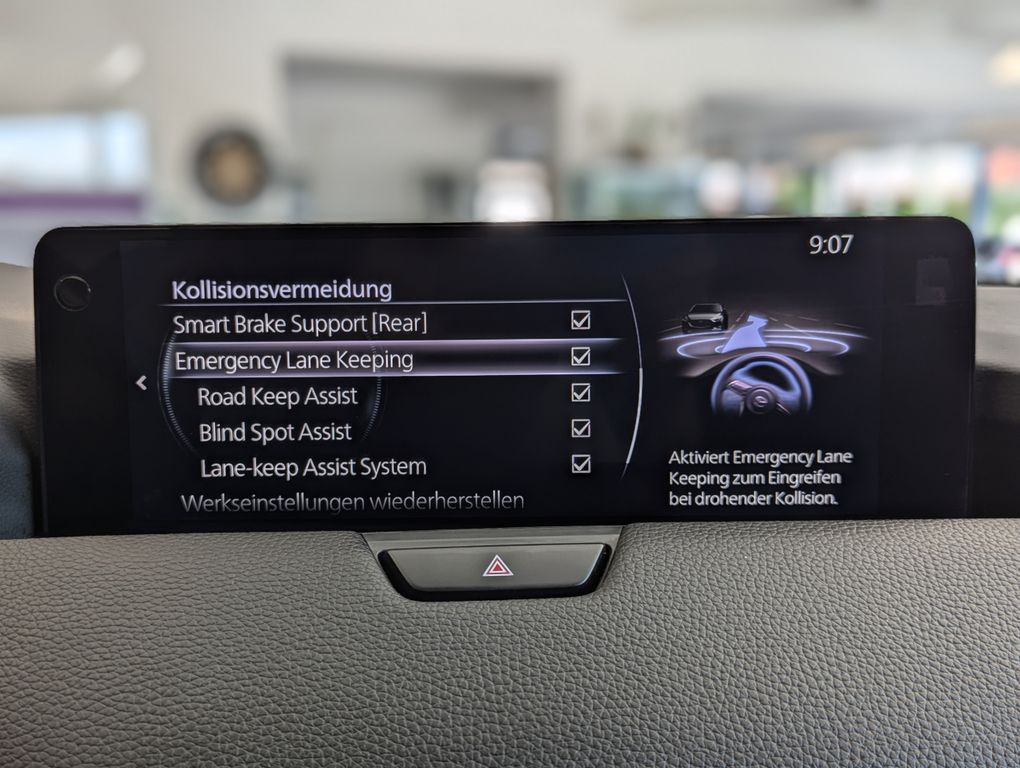 9:07
Kollisionsvermeidung
Smart Brake Support [Rear]
Emergency Lane Keeping
Road Keep Assist
Blind Spot Assist
Lane-keep Assist System
Werkseinstellungen wiederherstellen
Aktiviert Emergency Lane
Keeping zum Eingreifen
bei drohender Kollision.